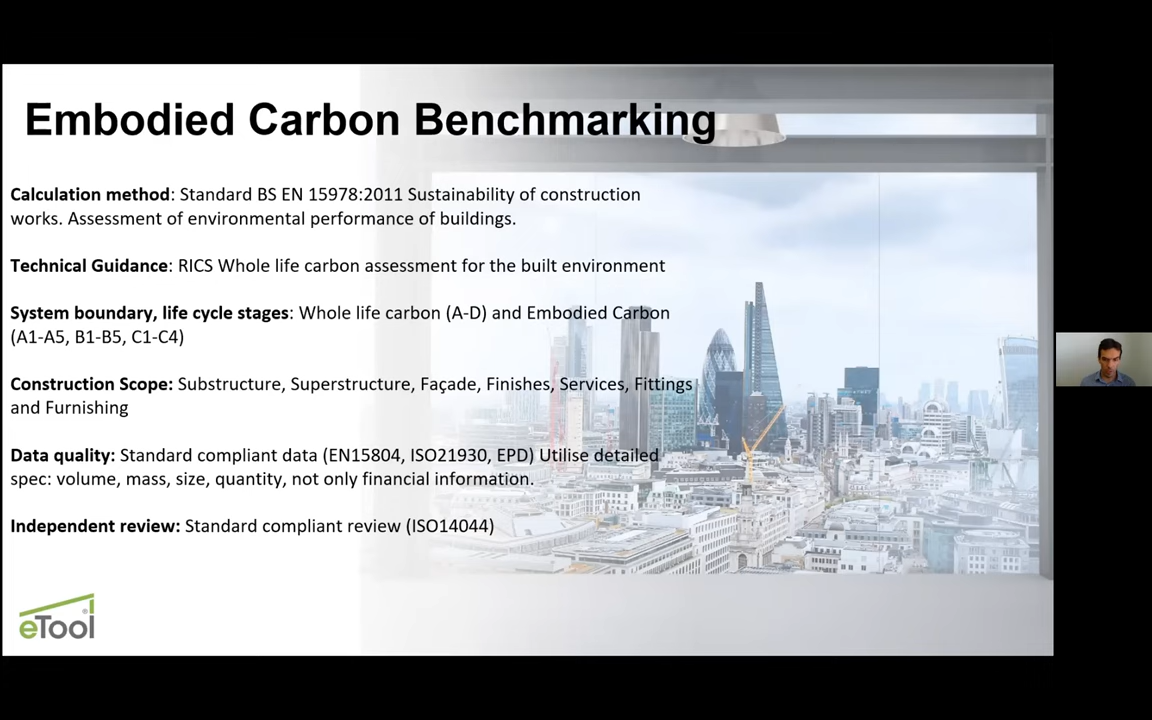 Embodied Carbon Benchmarking
Calculation method: Standard BS EN 15978:2011 Sustainability of construction
works. Assessment of environmental performance of buildings.
Technical Guidance: RICS Whole life carbon assessment for the built environment
System boundary, life cycle stages: Whole life carbon (A-D) and Embodied Carbon
(A1-A5, B1-B5, C1-C4)
Construction Scope: Substructure, Superstructure, Façade, Finishes, Services, Fittings
and Furnishing
Data quality: Standard compliant data (EN15804, ISO21930, EPD) Utilise detailed
spec: volume, mass, size, quantity, not only financial information.
Independent review: Standard compliant review (ISO14044)
eTool®